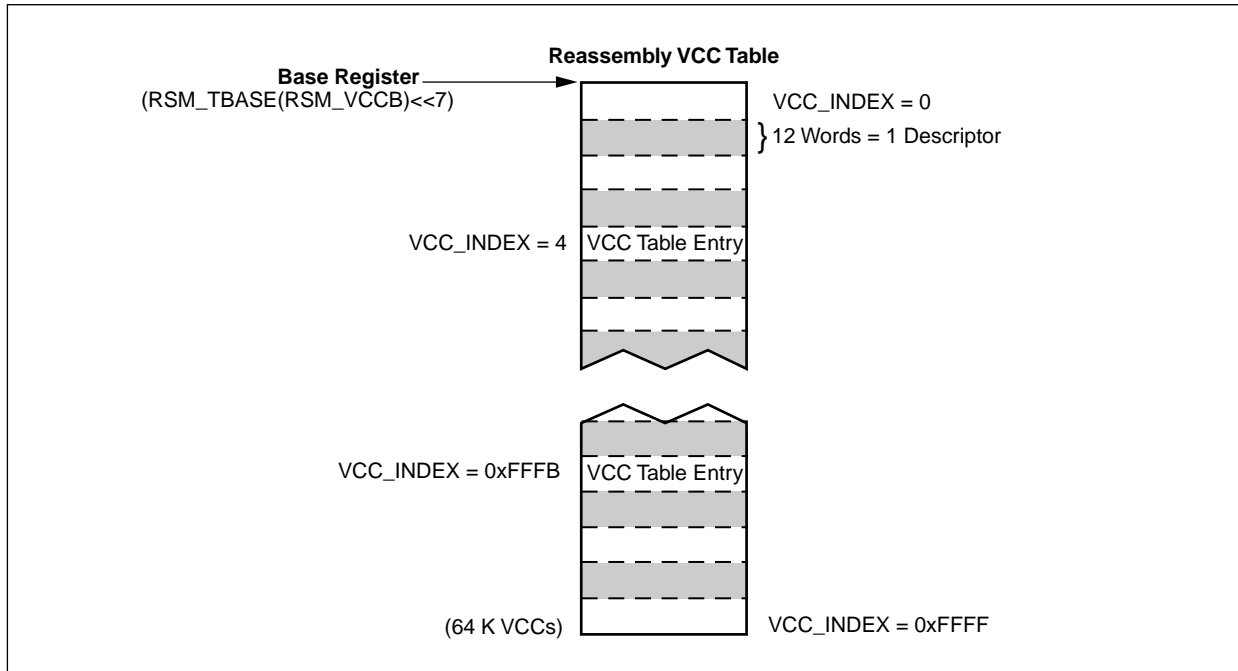 Reassembly VCC Table
Base Register
(RSM_TBASE(RSM_VCCB)<<7)
VCC_INDEX = 0
} 12 Words = 1 Descriptor
VCC_INDEX = 4
VCC Table Entry
VCC_INDEX = 0xFFFB
VCC Table Entry
(64 K VCCs)
VCC_INDEX = 0xFFFF